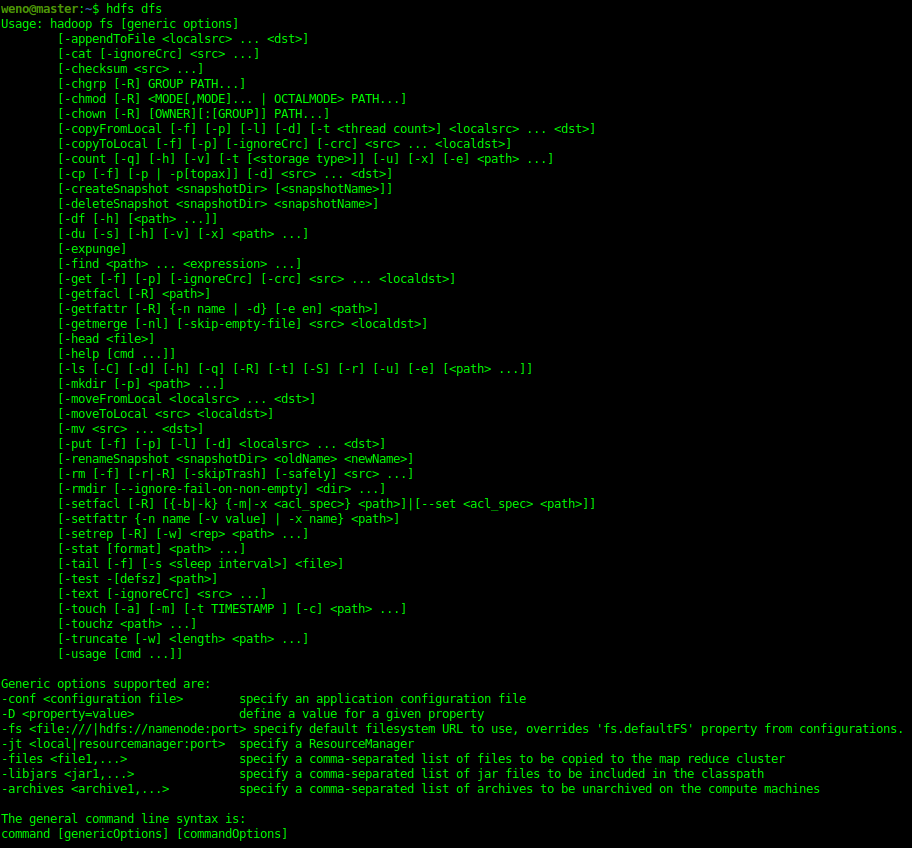 weno@master:~$ hdfs dfs
Usage: hadoop fs [generic options]
        [-appendToFile <localsrc> ... <dst>]
        [-cat [-ignoreCrc] <src> ...]
        [-checksum <src> ...]
        [-chgrp [-R] GROUP PATH...]
        [-chmod [-R] <MODE[,MODE]... | OCTALMODE> PATH...]
        [-chown [-R] [OWNER][:[GROUP]] PATH...]
        [-copyFromLocal [-f] [-p] [-l] [-d] [-t <thread count>] <localsrc> ... <dst>]
        [-copyToLocal [-f] [-p] [-ignoreCrc] [-crc] <src> ... <localdst>]
        [-count [-q] [-h] [-v] [-t [<storage type>]] [-u] [-x] [-e] <path> ...]
        [-cp [-f] [-p | -p[topax]] [-d] <src> ... <dst>]
        [-createSnapshot <snapshotDir> [<snapshotName>]]
        [-deleteSnapshot <snapshotDir> <snapshotName>]
        [-df [-h] [<path> ...]]
        [-du [-s] [-h] [-v] [-x] <path> ...]
        [-expunge]
        [-find <path> ... <expression> ...]
        [-get [-f] [-p] [-ignoreCrc] [-crc] <src> ... <localdst>]
        [-getfacl [-R] <path>]
        [-getfattr [-R] {-n name | -d} [-e en] <path>]
        [-getmerge [-nl] [-skip-empty-file] <src> <localdst>]
        [-head <file>]
        [-help [cmd ...]]
        [-ls [-C] [-d] [-h] [-q] [-R] [-t] [-S] [-r] [-u] [-e] [<path> ...]]
        [-mkdir [-p] <path> ...]
        [-moveFromLocal <localsrc> ... <dst>]
        [-moveToLocal <src> <localdst>]
        [-mv <src> ... <dst>]
        [-put [-f] [-p] [-l] [-d] <localsrc> ... <dst>]
        [-renameSnapshot <snapshotDir> <oldName> <newName>]
        [-rm [-f] [-r|-R] [-skipTrash] [-safely] <src> ...]
        [-rmdir [--ignore-fail-on-non-empty] <dir> ...]
        [-setfacl [-R] [{-b|-k} {-m|-x <acl_spec>} <path>]|[--set <acl_spec> <path>]]
        [-setfattr {-n name [-v value] | -x name} <path>]
        [-setrep [-R] [-w] <rep> <path> ...]
        [-stat [format] <path> ...]
        [-tail [-f] [-s <sleep interval>] <file>]
        [-test -[defsz] <path>]
        [-text [-ignoreCrc] <src> ...]
        [-touch [-a] [-m] [-t TIMESTAMP ] [-c] <path> ...]
        [-touchz <path> ...]
        [-truncate [-w] <length> <path> ...]
        [-usage [cmd ...]]

Generic options supported are:
-conf <configuration file>        specify an application configuration file
-D <property=value>               define a value for a given property
-fs <file:///|hdfs://namenode:port> specify default filesystem URL to use, overrides 'fs.defaultFS' property from configurations.
-jt <local|resourcemanager:port>  specify a ResourceManager
-files <file1,...>                specify a comma-separated list of files to be copied to the map reduce cluster
-libjars <jar1,...>               specify a comma-separated list of jar files to be included in the classpath
-archives <archive1,...>          specify a comma-separated list of archives to be unarchived on the compute machines

The general command line syntax is:
command [genericOptions] [commandOptions]